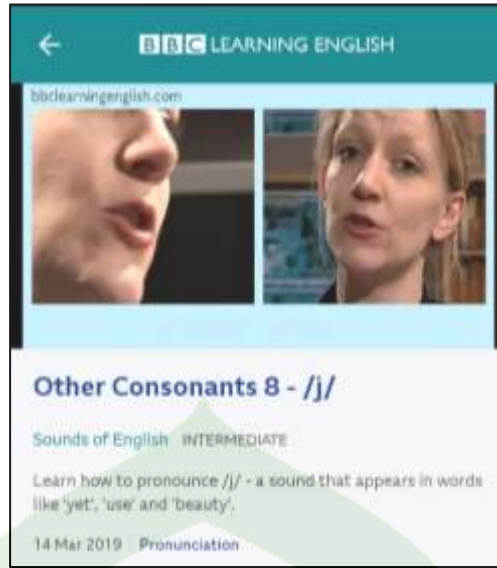 BBC LEARNING ENGLISH
bbclearningenglish.com
Other Consonants 8 - /j/
Sounds of English INTERMEDIATE
Learn how to pronounce /j/ - a sound that appears in words
like 'yet', 'use' and 'beauty'.
14 Mar 2019 Pronunciation